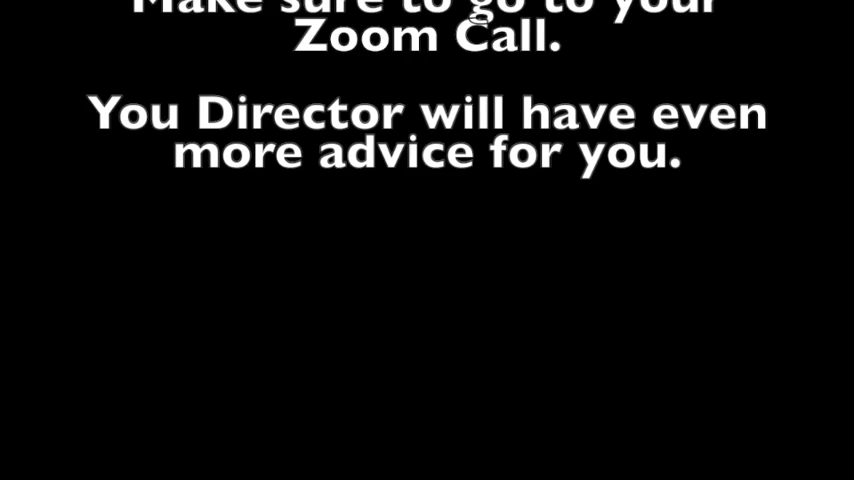 Make sure to go to your
Zoom Call.
You Director will have even
more advice for you.